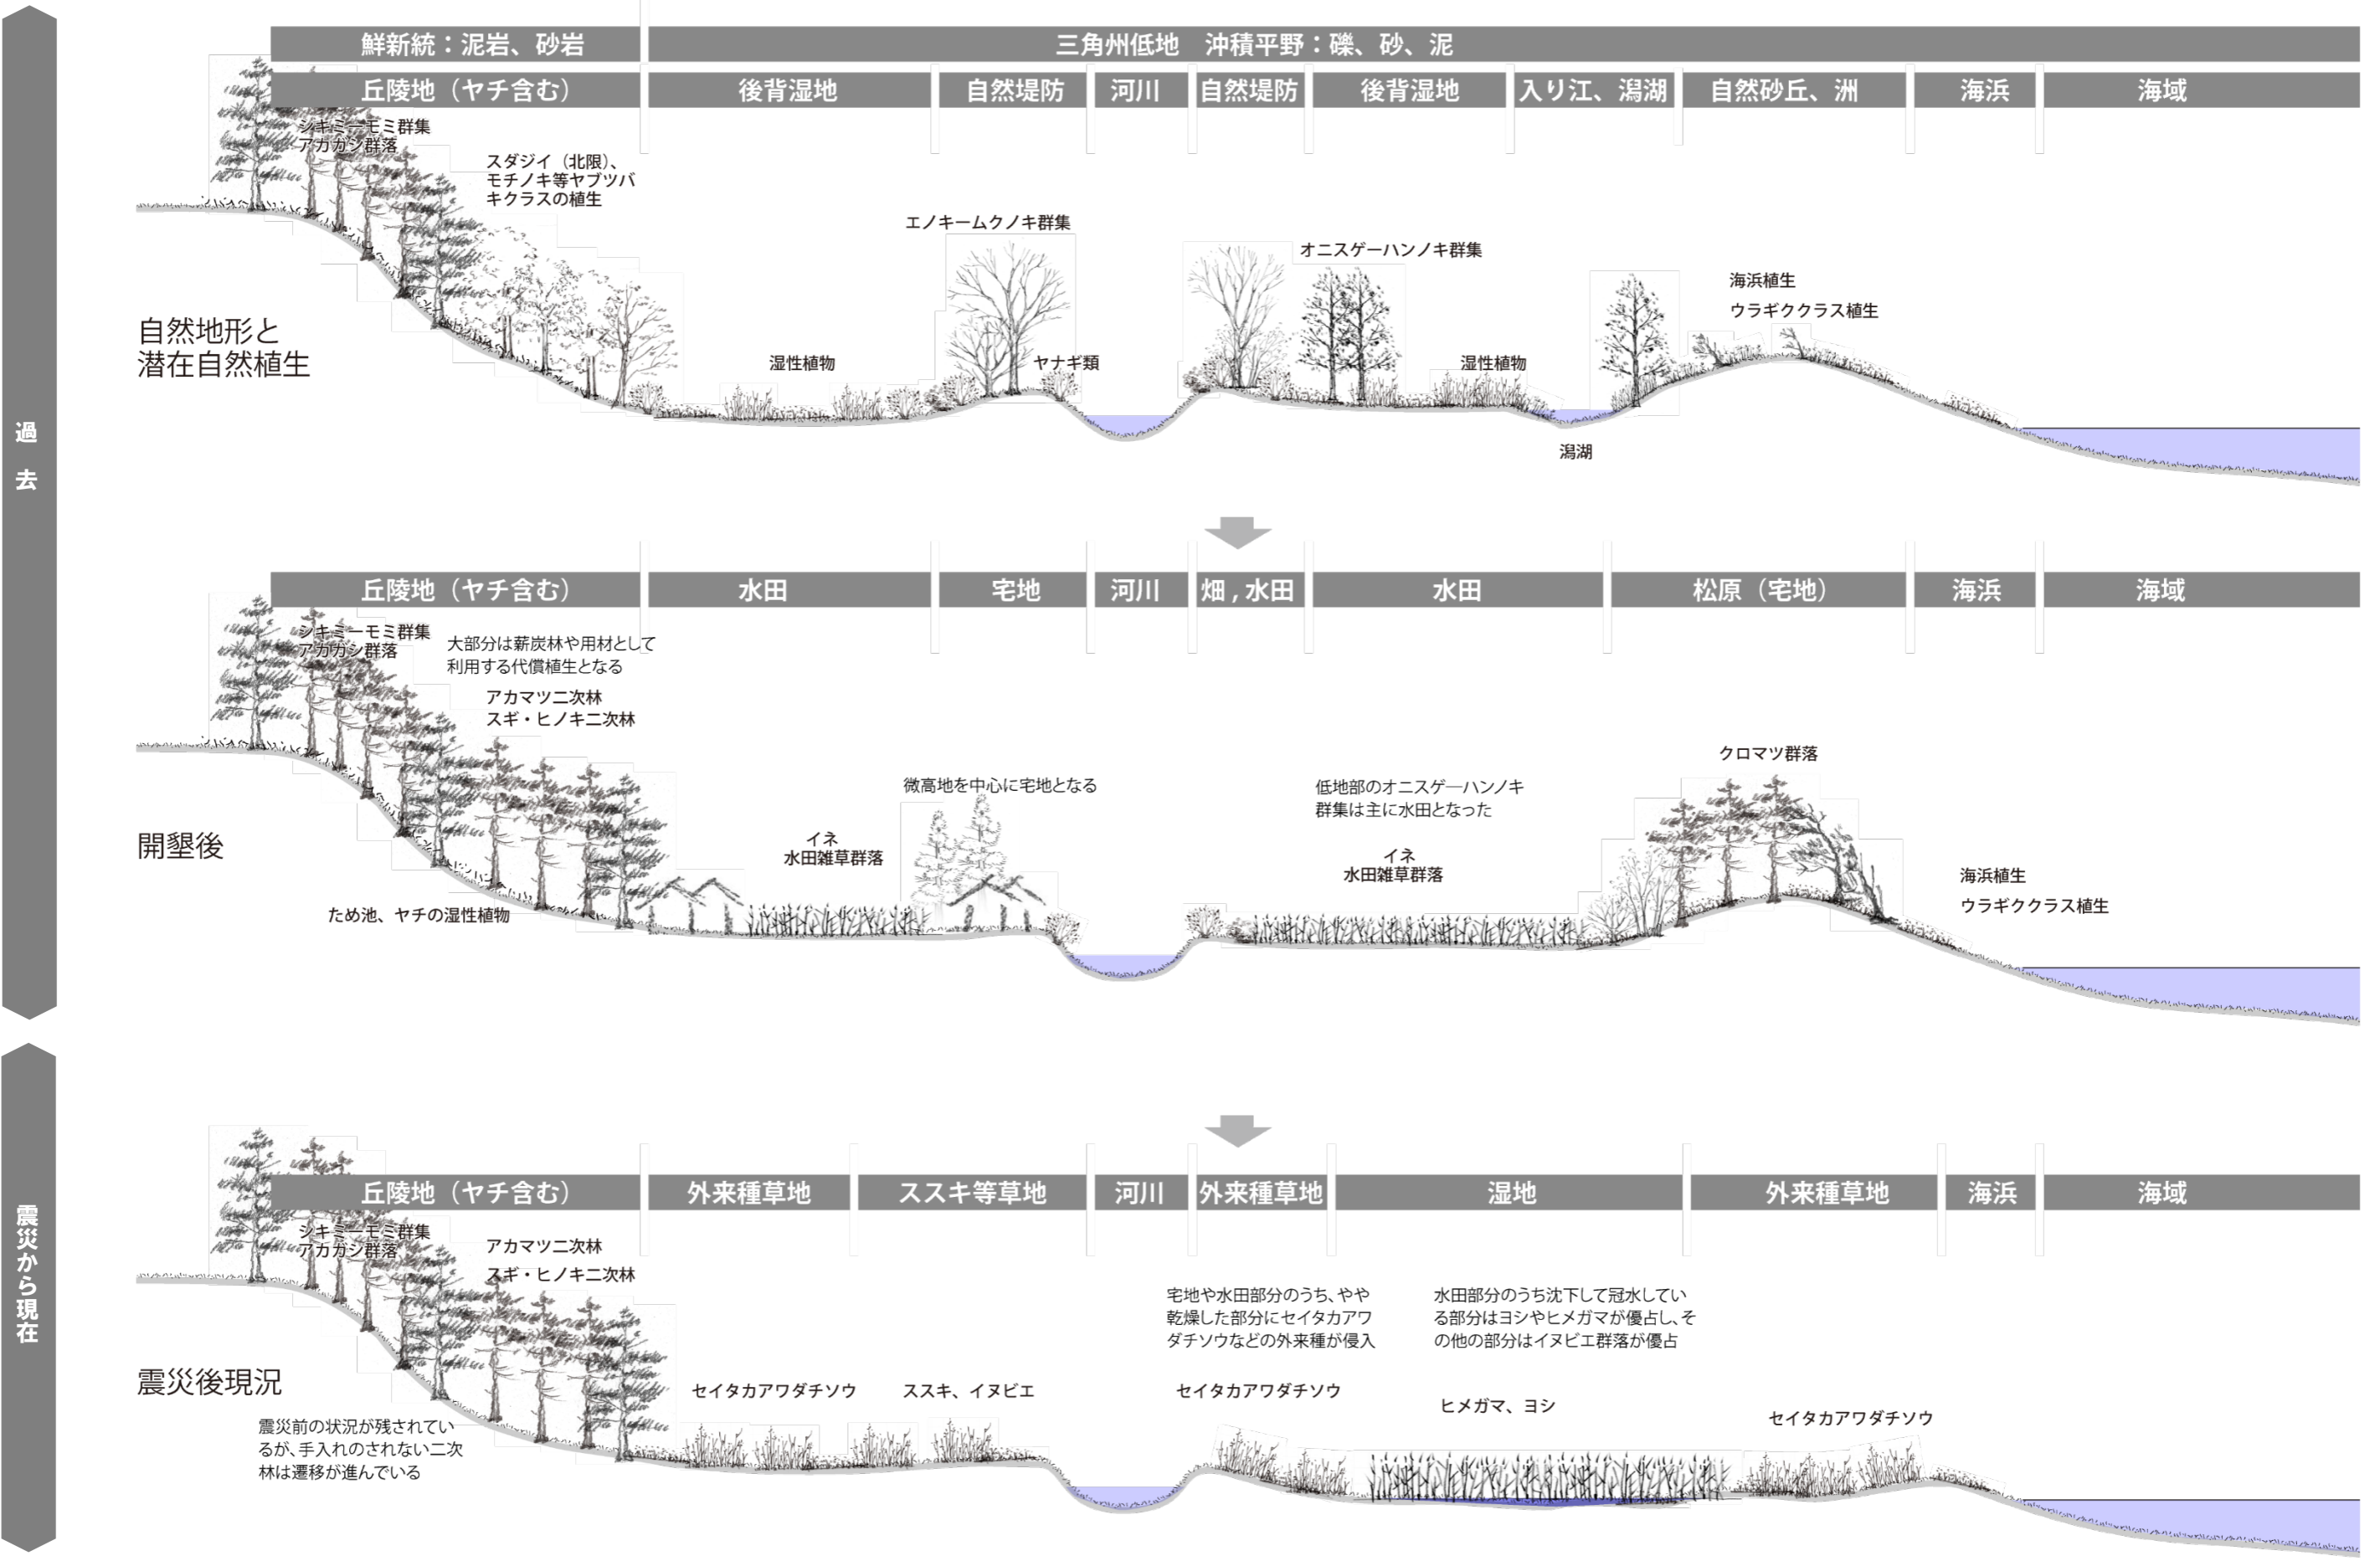 過去
鮮新統：泥岩、砂岩
三角州低地　沖積平野：礫、砂、泥
丘陵地（ヤチ含む）
後背湿地
自然堤防
河川
自然堤防
後背湿地
入り江、潟湖
自然砂丘、洲
海浜
海域
シキミーモミ群集
アカガシ群落
スダジイ（北限）、
モチノキ等ヤブツバ
キクラスの植生
エノキームクノキ群集
オニスゲーハンノキ群集
海浜植生
ウラギククラス植生
自然地形と
潜在自然植生
湿性植物
ヤナギ類
湿性植物
潟湖
丘陵地（ヤチ含む）
水田
宅地
河川
畑，水田
水田
松原（宅地）
海浜
海域
シキミーモミ群集
アカガシ群落
大部分は薪炭林や用材として
利用する代償植生となる
アカマツ二次林
スギ・ヒノキ二次林
クロマツ群落
微高地を中心に宅地となる
低地部のオニスゲ―ハンノキ
群集は主に水田となった
開墾後
イネ
水田雑草群落
イネ
水田雑草群落
海浜植生
ウラギククラス植生
ため池、ヤチの湿性植物
震災から現在
丘陵地（ヤチ含む）
外来種草地
ススキ等草地
河川
外来種草地
湿地
外来種草地
海浜
海域
シキミーモミ群集
アカガシ群落
アカマツ二次林
スギ・ヒノキ二次林
宅地や水田部分のうち、やや
乾燥した部分にセイタカアワ
ダチソウなどの外来種が侵入
水田部分のうち沈下して冠水してい
る部分はヨシやヒメガマが優占し、そ
の他の部分はイヌビエ群落が優占
震災後現況
セイタカアワダチソウ
ススキ、イヌビエ
セイタカアワダチソウ
ヒメガマ、ヨシ
セイタカアワダチソウ
震災前の状況が残されてい
るが、手入れのされない二次
林は遷移が進んでいる